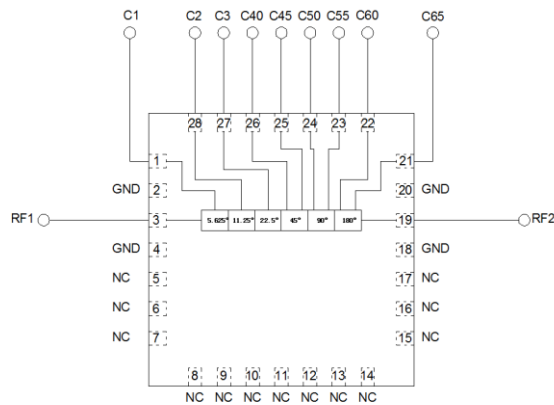 C1 C2 C3 C40 C45 C50 C55 C60 C65
28 27 26 25 24 23 22
1 21
GND 2 20 GND
RF1 3 5.625° 11.25° 22.5° 45° 90° 180° 19 RF2
GND 4 18 GND
NC 5 17 NC
NC 6 16 NC
NC 7 15 NC
8 9 10 11 12 13 14
NC NC NC NC NC NC NC